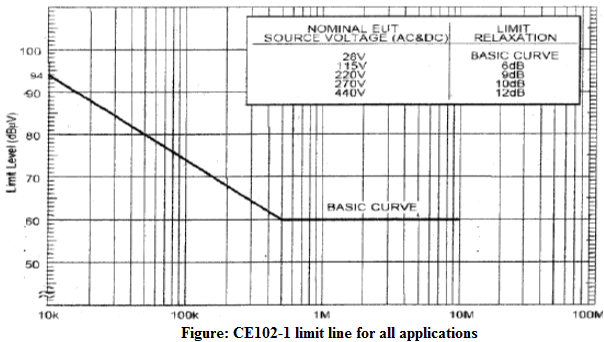 NOMINAL EUT LIMIT
SOURCE VOLTAGE (AC&DC) RELAXATION
28V BASIC CURVE
115V 6dB
220V 9dB
270V 10dB
440V 12dB
100
94
90
80
70
60
50
Limit Level (dBµV)
BASIC CURVE
10k 100k 1M 10M 100M
Figure: CE102-1 limit line for all applications